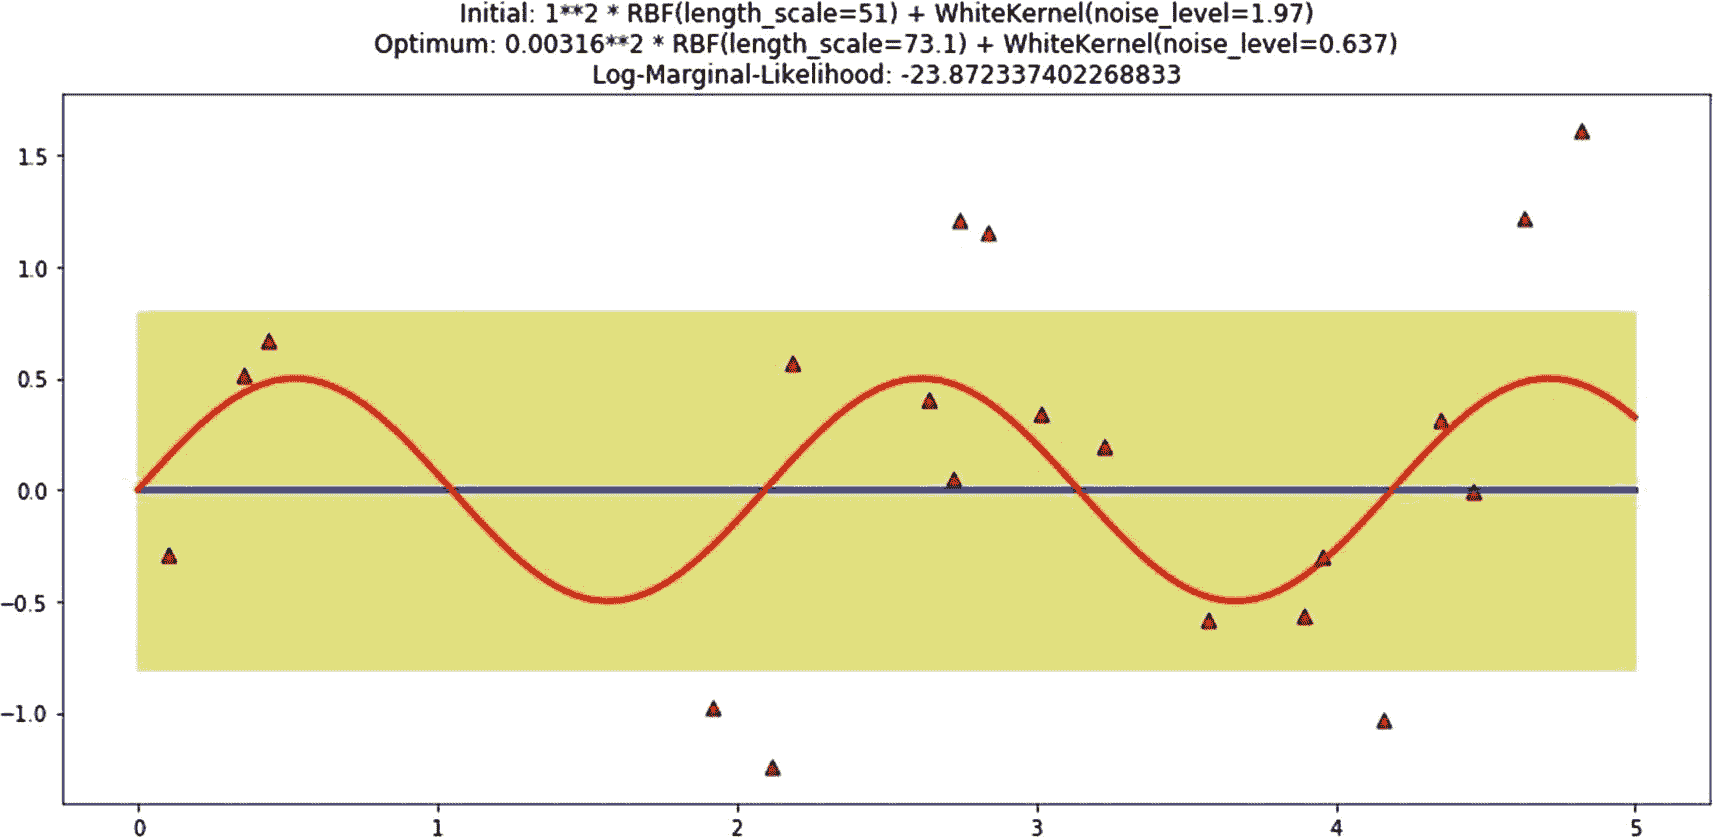 Initial: 1**2 * RBF(length_scale=51) + WhiteKernel(noise_level=1.97)
Optimum: 0.00316**2 * RBF(length_scale=73.1) + WhiteKernel(noise_level=0.637)
Log-Marginal-Likelihood: -23.872337402268833
1.5
1.0
0.5
0.0
−0.5
−1.0
0 1 2 3 4 5